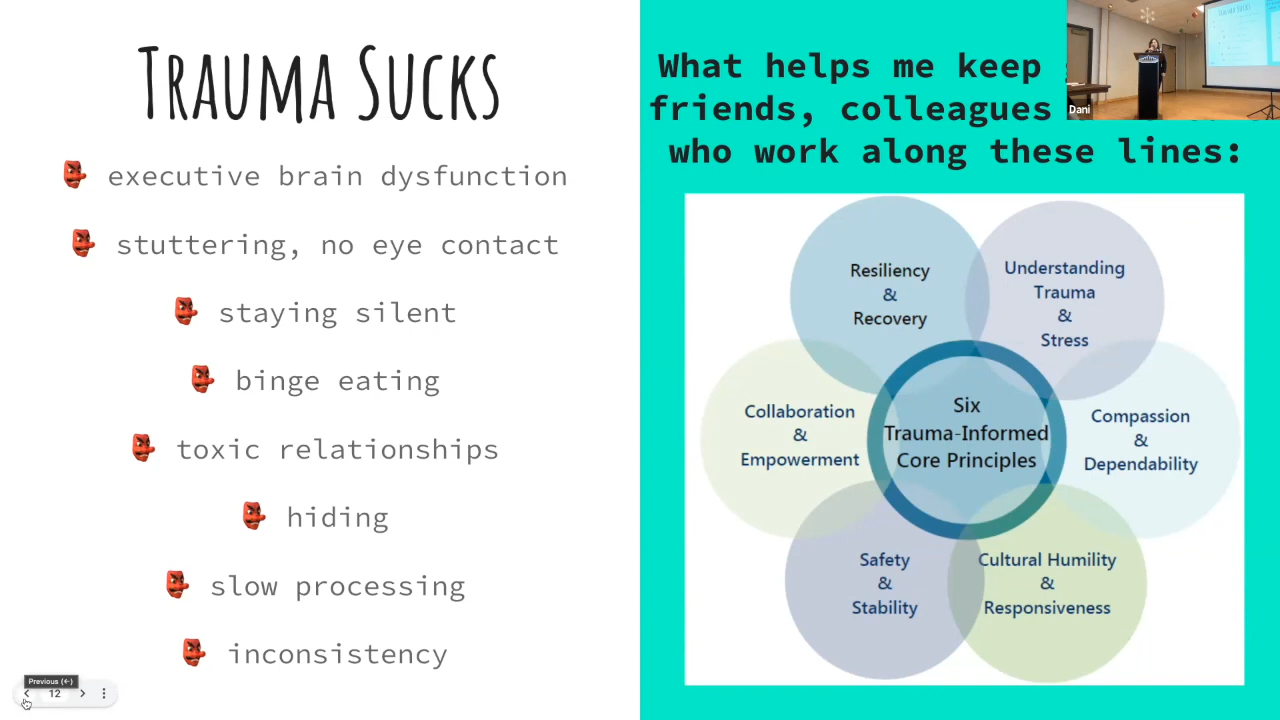 Trauma Sucks
executive brain dysfunction
stuttering, no eye contact
staying silent
binge eating
toxic relationships
hiding
slow processing
inconsistency
Previous (←)
12
What helps me keep
friends, colleagues
who work along these lines:
Dani
Resiliency
&
Recovery
Understanding
Trauma
&
Stress
Collaboration
&
Empowerment
Six
Trauma-Informed
Core Principles
Compassion
&
Dependability
Safety
&
Stability
Cultural Humility
&
Responsiveness